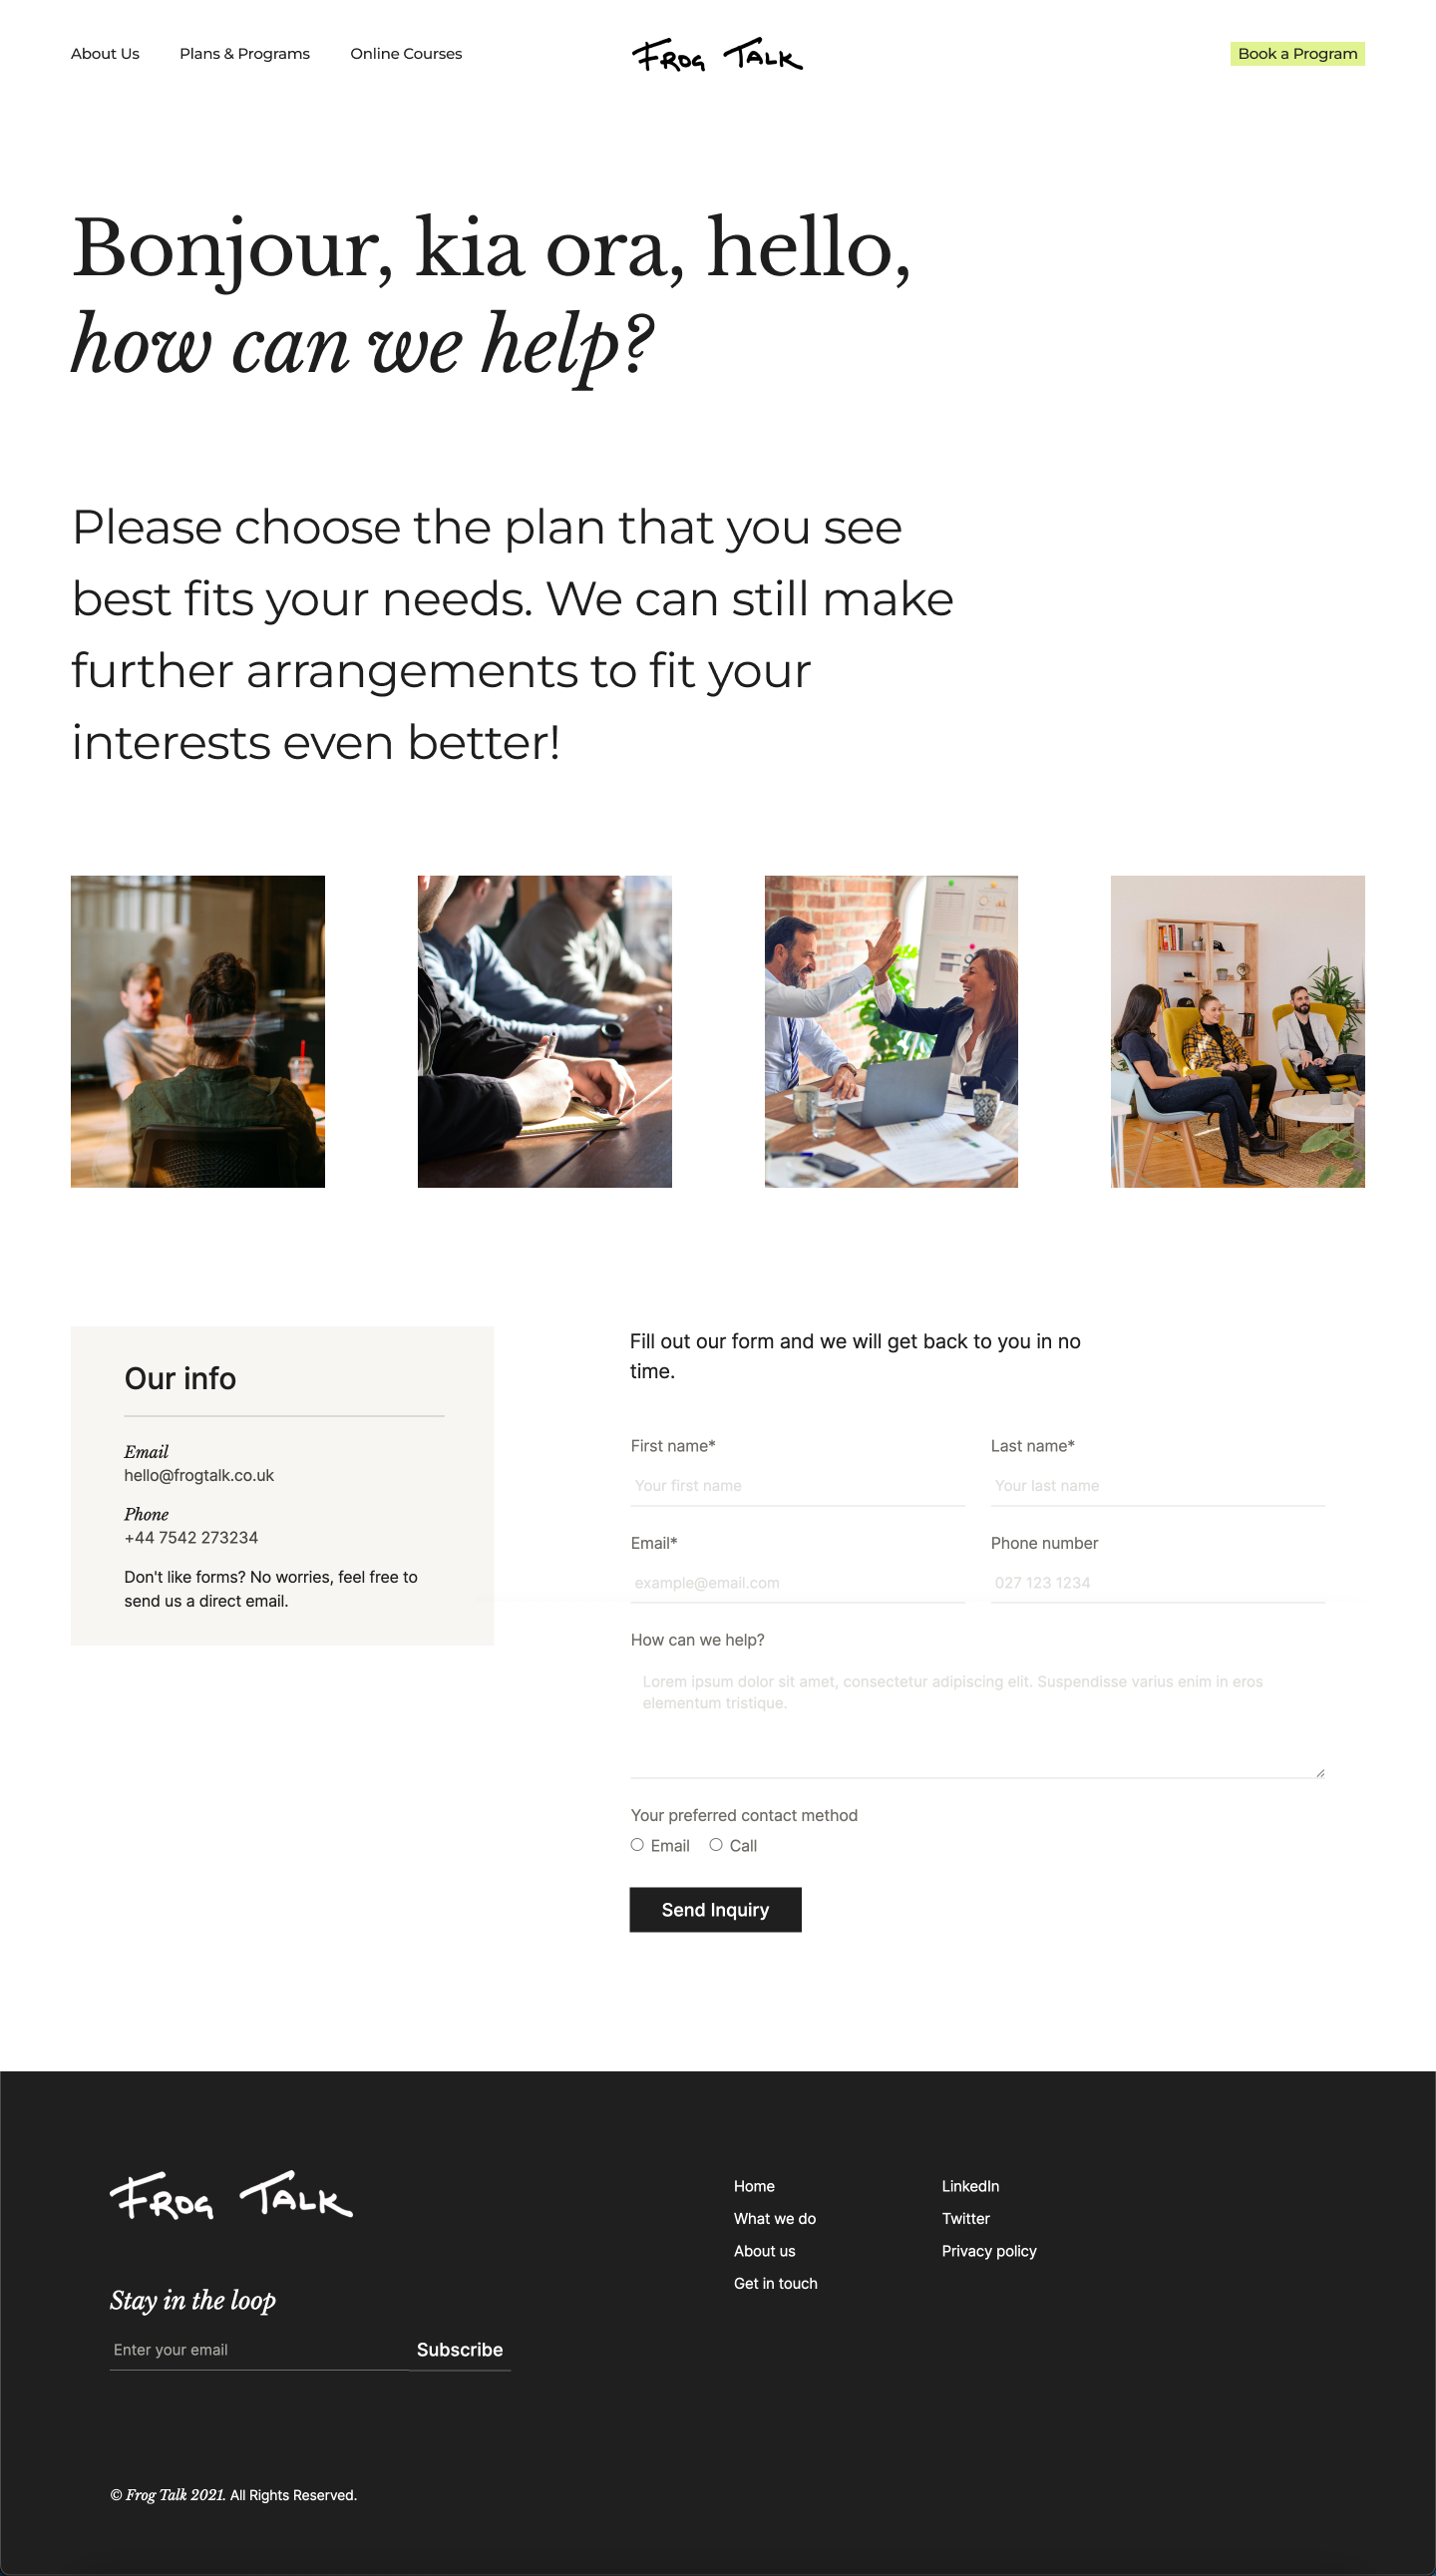 About Us
Plans & Programs
Online Courses
Frog Talk
Book a Program
Bonjour, kia ora, hello,
how can we help?
Please choose the plan that you see
best fits your needs. We can still make
further arrangements to fit your
interests even better!
Our info
Email
hello@frogtalk.co.uk
Phone
+44 7542 273234
Don't like forms? No worries, feel free to
send us a direct email.
Fill out our form and we will get back to you in no
time.
First name*
Last name*
Your first name
Your last name
Email*
Phone number
example@email.com
027 123 1234
How can we help?
Lorem ipsum dolor sit amet, consectetur adipiscing elit. Suspendisse varius enim in eros
elementum tristique.
Your preferred contact method
Email
Call
Send Inquiry
Frog Talk
Stay in the loop
Enter your email
Subscribe
Home
What we do
About us
Get in touch
LinkedIn
Twitter
Privacy policy
© Frog Talk 2021. All Rights Reserved.